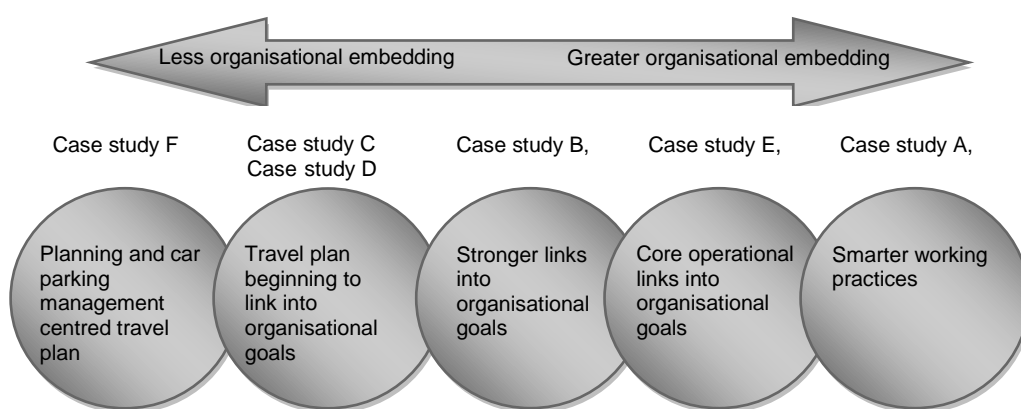 Less organisational embedding
Greater organisational embedding
Case study F
Case study C
Case study D
Case study B,
Case study E,
Case study A,
Planning and car
parking
management
centred travel
plan
Travel plan
beginning to
link into
organisational
goals
Stronger links
into
organisational
goals
Core operational
links into
organisational
goals
Smarter working
practices